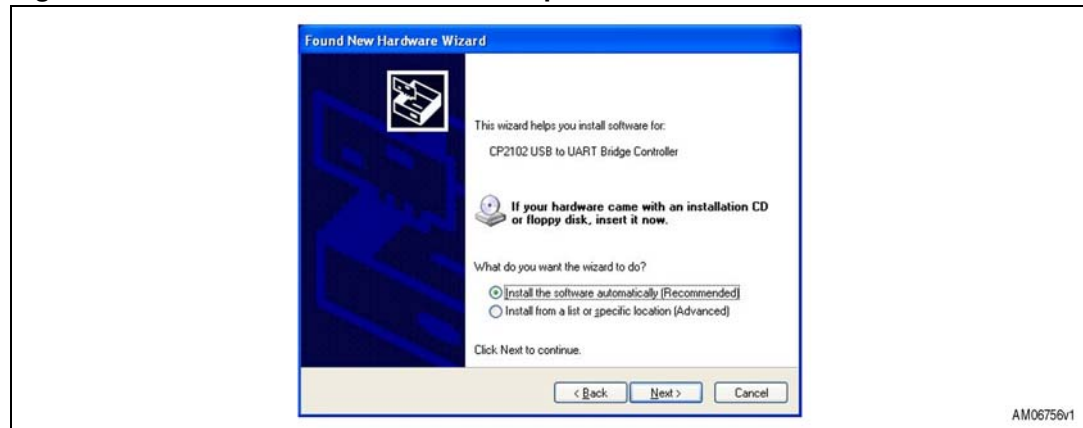 Found New Hardware Wizard
This wizard helps you install software for:
CP2102 USB to UART Bridge Controller
If your hardware came with an installation CD
or floppy disk, insert it now.
What do you want the wizard to do?
Install the software automatically (Recommended)
Install from a list or specific location (Advanced)
Click Next to continue.
< Back Next > Cancel
AM06756v1